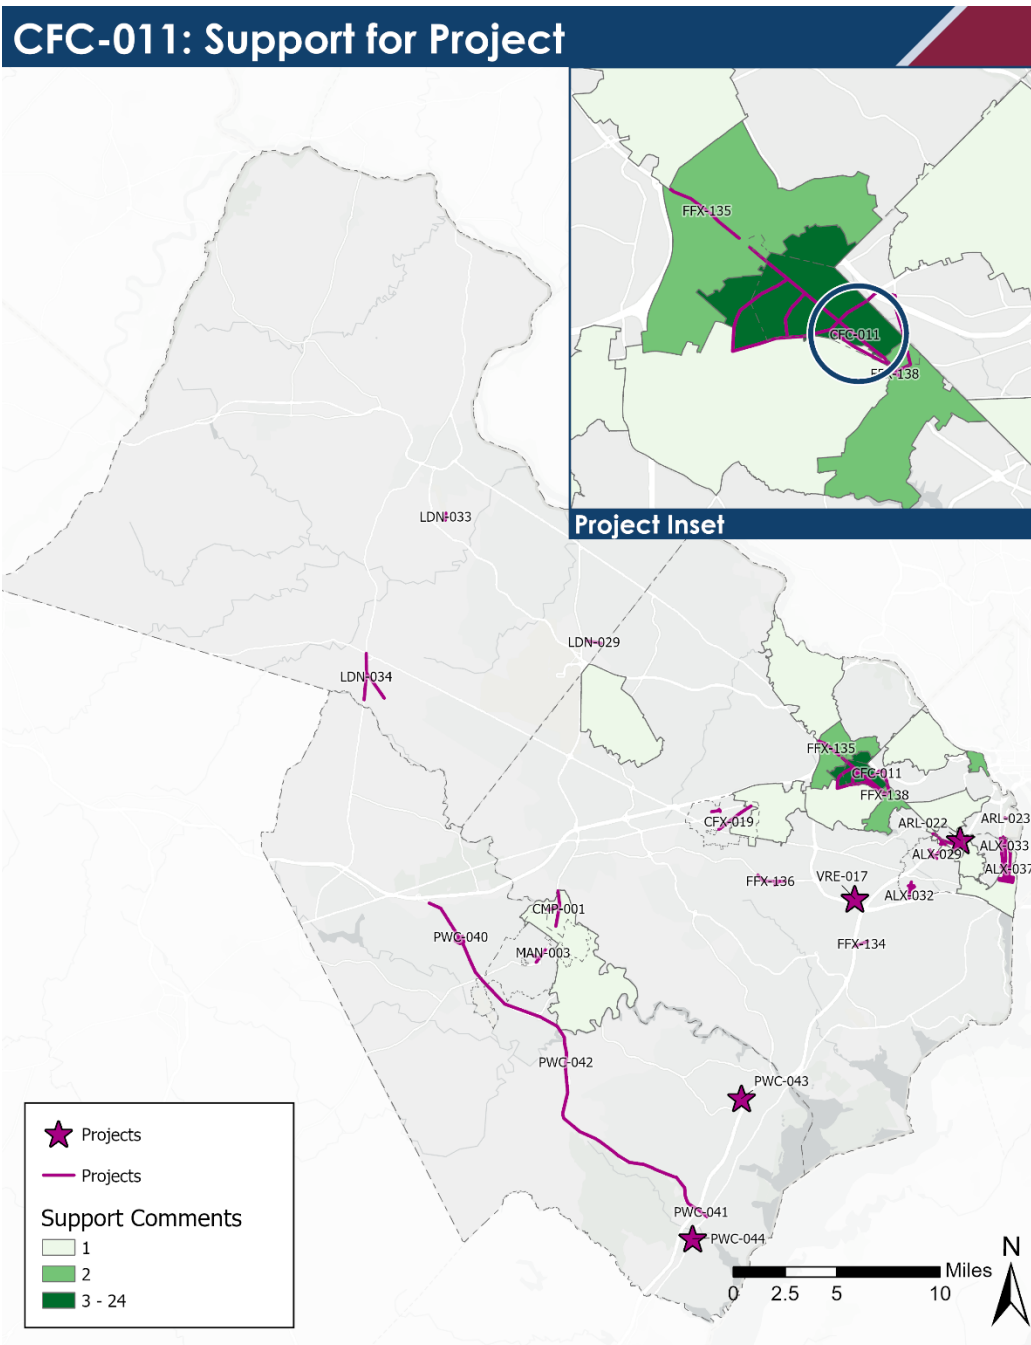 CFC-011: Support for Project
FFX-135
CFC-011
FFX-138
Project Inset
LDN-033
LDN-029
LDN-034
FFX-135
CFC-011
FFX-138
CFX-019
ARL-022
ARL-023
ALX-033
ALX-029
ALX-037
VRE-017
FFX-136
ALX-032
CMP-001
PWC-040
MAN-003
FFX-134
PWC-042
PWC-043
PWC-041
PWC-044
Projects
Projects
Support Comments
1
2
3 - 24
N
Miles
0 2.5 5 10